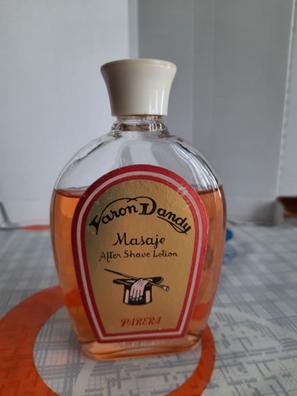 Varon Dandy
Masaje
After Shave Lotion
PARERA